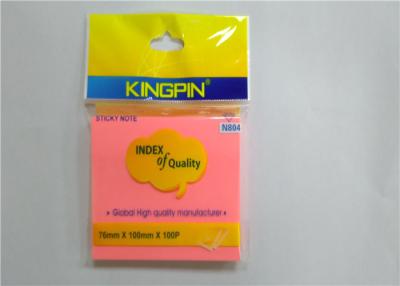 KINGPIN®
STICKY NOTE
N804
INDEX
of Quality
Global High quality manufacturer
76mm X 100mm X 100P